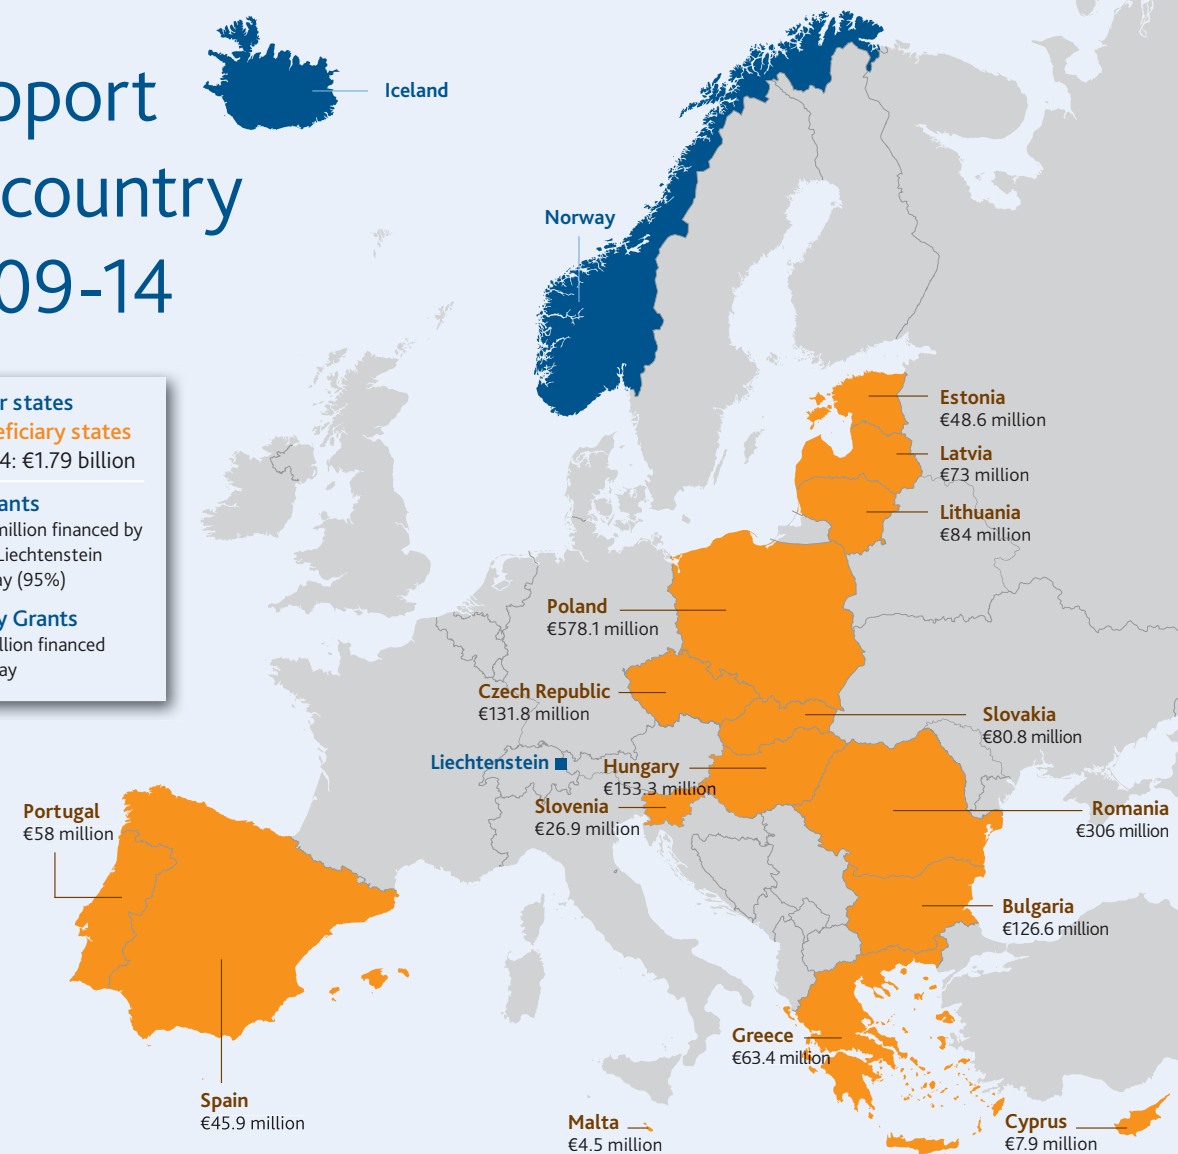 pport
country
09-14
Iceland
Norway
r states
eficiary states
4: €1.79 billion
ants
million financed by
Liechtenstein
ay (95%)
y Grants
llion financed
ay
Estonia
€48.6 million
Latvia
€73 million
Lithuania
€84 million
Poland
€578.1 million
Czech Republic
€131.8 million
Slovakia
€80.8 million
Liechtenstein
Hungary
€153.3 million
Slovenia
€26.9 million
Portugal
€58 million
Romania
€306 million
Bulgaria
€126.6 million
Greece
€63.4 million
Spain
€45.9 million
Malta
€4.5 million
Cyprus
€7.9 million